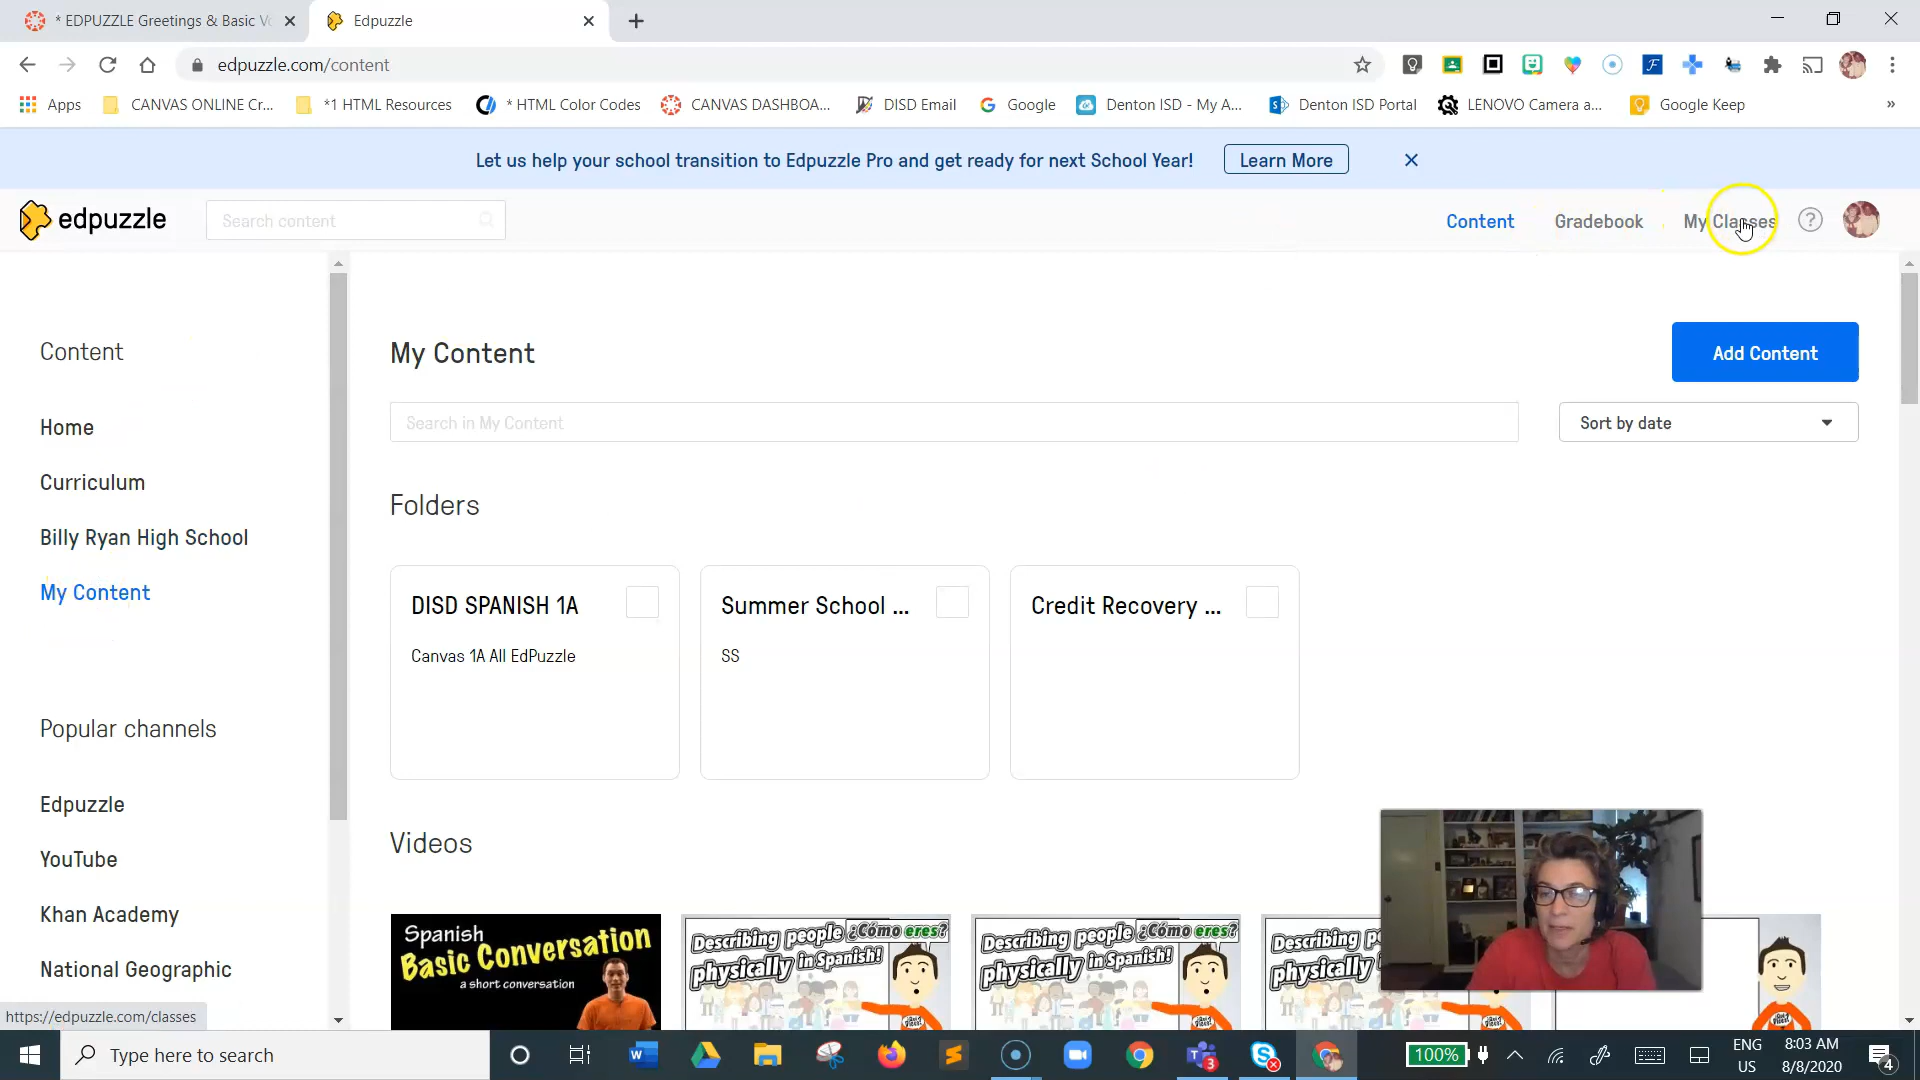 * EDPUZZLE Greetings & Basic Vo
Edpuzzle
edpuzzle.com/content
Apps
CANVAS ONLINE Cr...
*1 HTML Resources
* HTML Color Codes
CANVAS DASHBOA...
DISD Email
Google
Denton ISD - My A...
Denton ISD Portal
LENOVO Camera a...
Google Keep
»
Let us help your school transition to Edpuzzle Pro and get ready for next School Year!
Learn More
edpuzzle
Search content
Content
Gradebook
My Classes
?
Content
Home
Curriculum
Billy Ryan High School
My Content
Popular channels
Edpuzzle
YouTube
Khan Academy
National Geographic
https://edpuzzle.com/classes
My Content
Add Content
Search in My Content
Sort by date
Folders
DISD SPANISH 1A
Canvas 1A All EdPuzzle
Summer School ...
SS
Credit Recovery ...
Videos
Spanish
Basic Conversation
a short conversation
Describing people ¿Cómo eres?
physically in Spanish!
Describing people ¿Cómo eres?
physically in Spanish!
Describing p
physically
Type here to search
100%
ENG
US
8:03 AM
8/8/2020
3
4